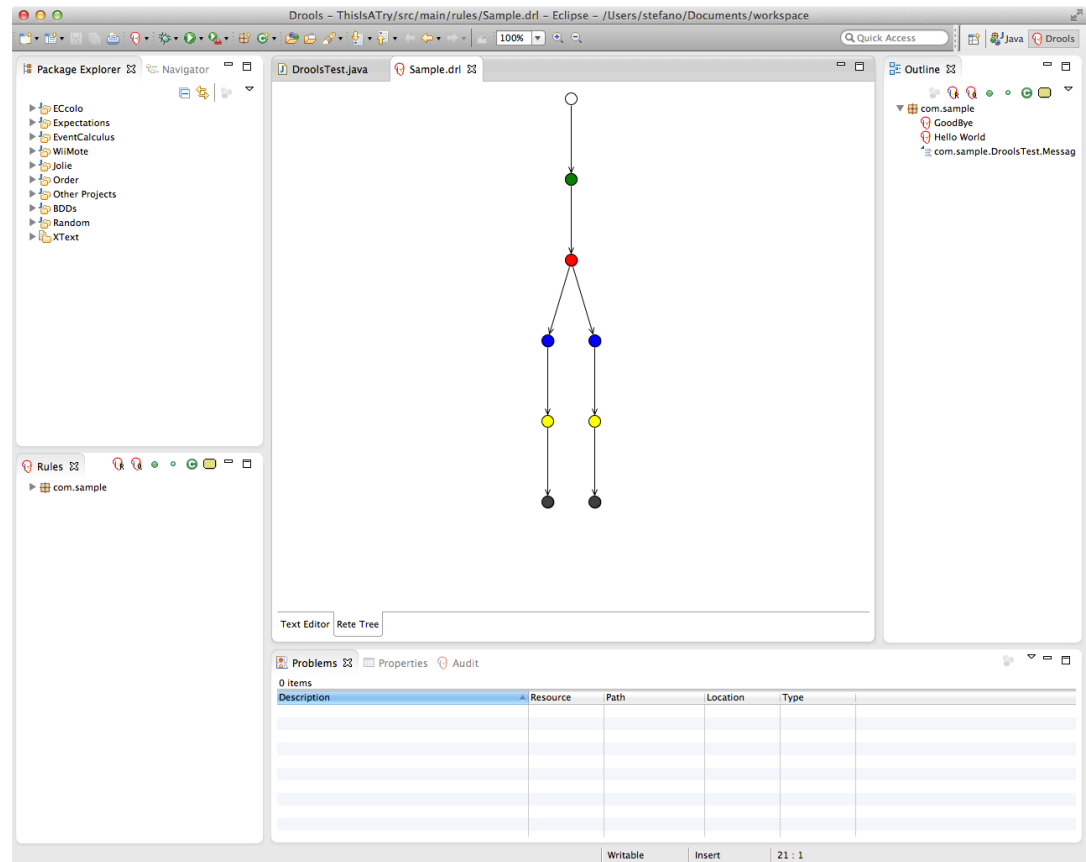 Drools – ThisIsATry/src/main/rules/Sample.drl – Eclipse – /Users/stefano/Documents/workspace
100%
Quick Access
Java
Drools
Package Explorer
Navigator
ECcolo
Expectations
EventCalculus
WiiMote
Jolie
Order
Other Projects
BDDs
Random
XText
Rules
com.sample
DroolsTest.java
Sample.drl
Text Editor
Rete Tree
Outline
com.sample
GoodBye
Hello World
com.sample.DroolsTest.Messag
Problems
Properties
Audit
0 items
Description
Resource
Path
Location
Type
Writable
Insert
21 : 1